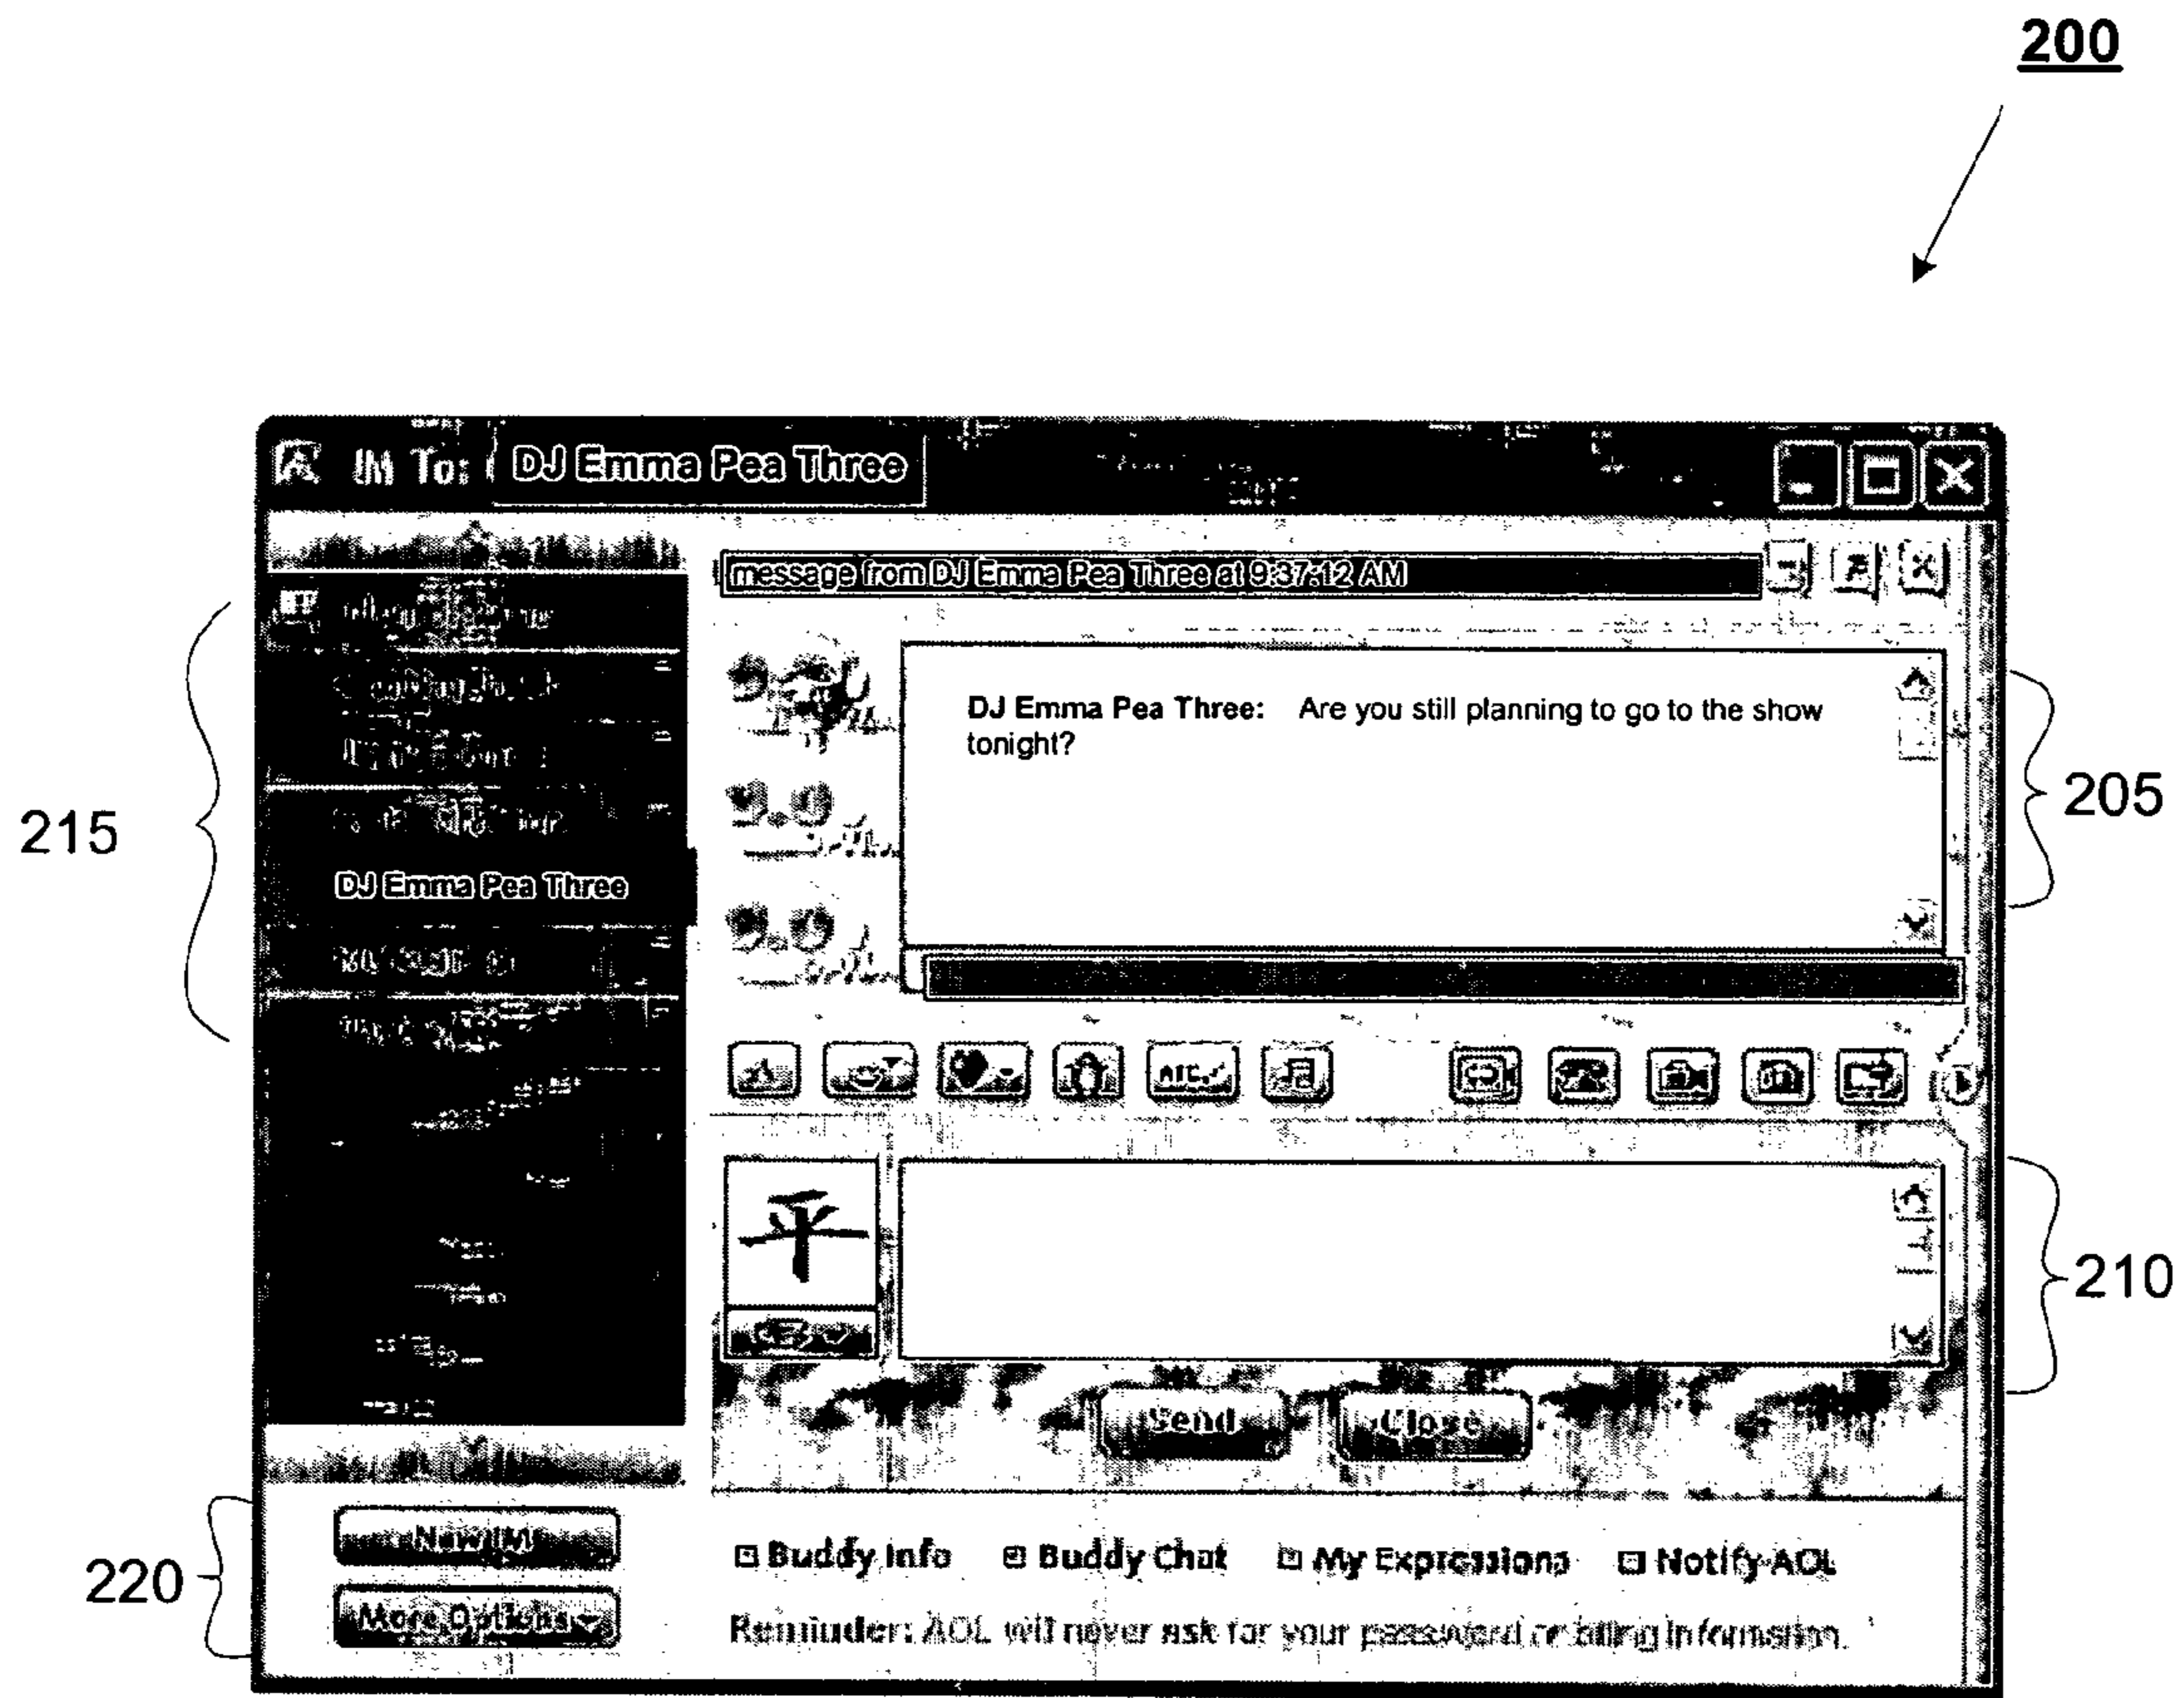 200
IM To: DJ Emma Pea Three
message from DJ Emma Pea Three at 9:37:12 AM
DJ Emma Pea Three: Are you still planning to go to the show
tonight?
205
215
DJ Emma Pea Three
平
210
Send Close
New IM
220
More Options
Buddy Info Buddy Chat My Expressions Notify AOL
Reminder: AOL will never ask for your password or billing information.